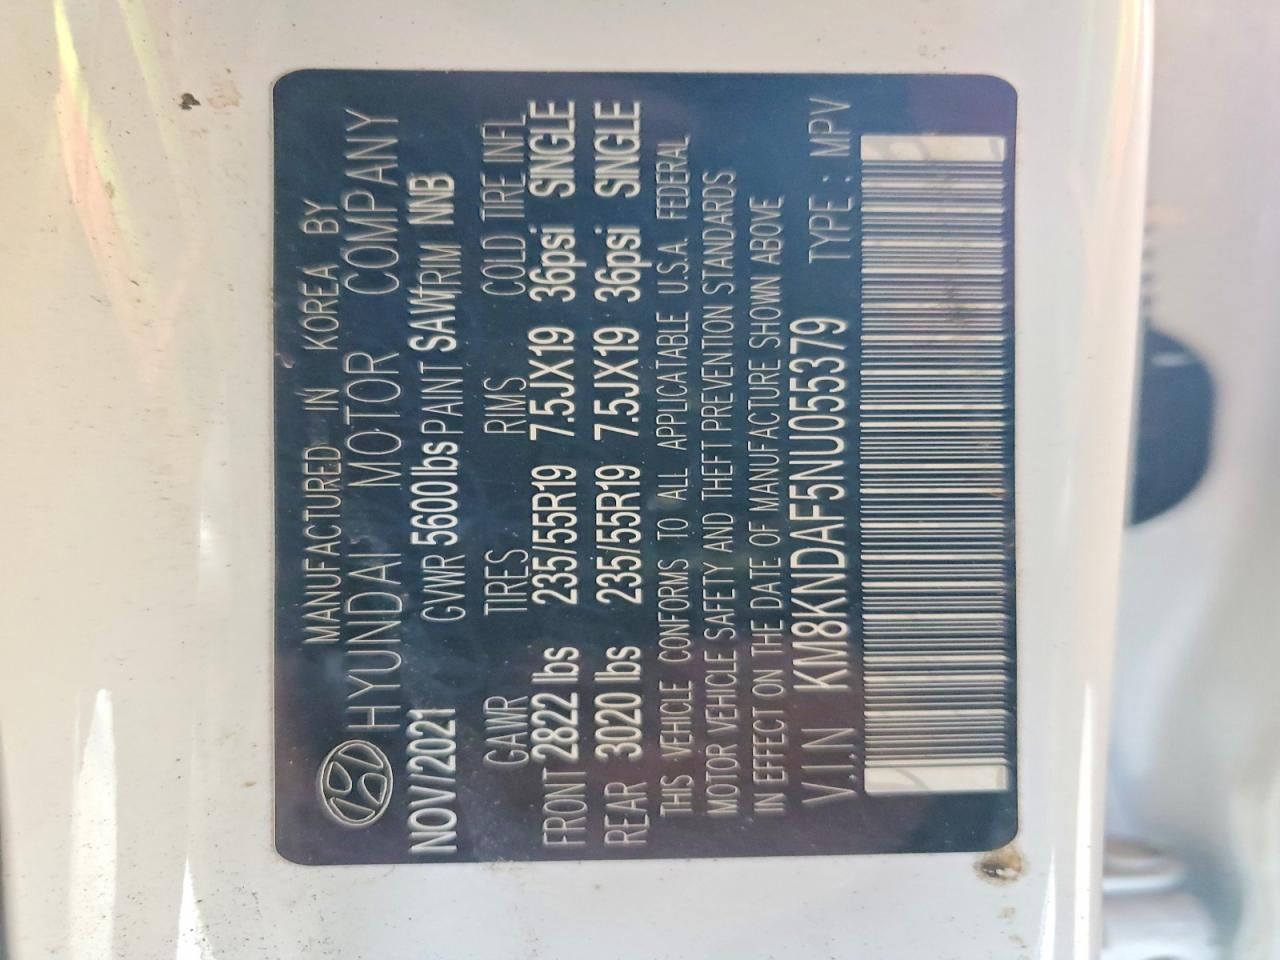 MANUFACTURED IN KOREA BY
HYUNDAI MOTOR COMPANY
NOV/2021 GVWR 5600lbs PAINT SAW TRIM NNB
GAWR TIRES RIMS COLD TIRE INFL
FRONT 2822 lbs 235/55R19 7.5JX19 36psi SINGLE
REAR 3020 lbs 235/55R19 7.5JX19 36psi SINGLE
THIS VEHICLE CONFORMS TO ALL APPLICATABLE U.S.A. FEDERAL
MOTOR VEHICLE SAFETY AND THEFT PREVENTION STANDARDS
IN EFFECT ON THE DATE OF MANUFACTURE SHOWN ABOVE
V.I.N KM8KNDAF5NU055379 TYPE : MPV